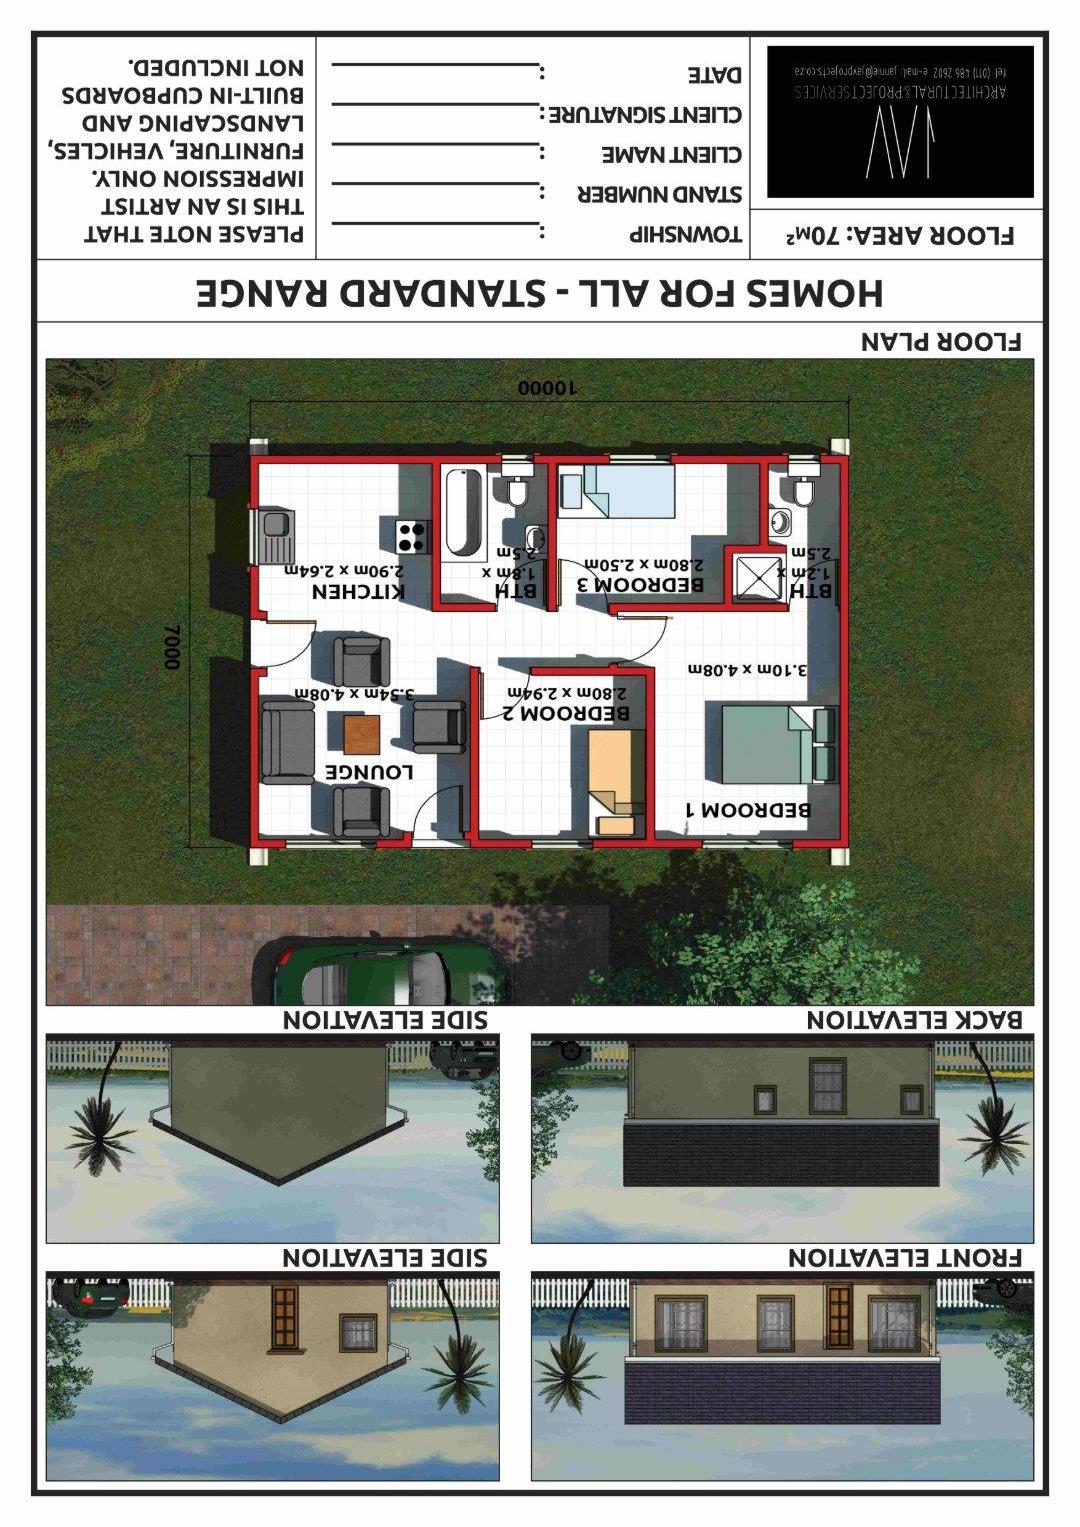 FRONT ELEVATION
SIDE ELEVATION
BACK ELEVATION
SIDE ELEVATION
BEDROOM 1
3.10m x 4.08m
BEDROOM 2
2.80m x 2.94m
LOUNGE
3.54m x 4.08m
7000
BTH
1.2m x
2.5m
BEDROOM 3
2.80m x 2.50m
BTH
1.8m x
2.5m
KITCHEN
2.90m x 2.64m
10000
FLOOR PLAN
HOMES FOR ALL - STANDARD RANGE
FLOOR AREA: 70m²
JAV
ARCHITECTURAL&PROJECTSERVICES
tel: (011) 486 2602 e-mail: jannie@javprojects.co.za
TOWNSHIP :
STAND NUMBER :
CLIENT NAME :
CLIENT SIGNATURE :
DATE :
PLEASE NOTE THAT
THIS IS AN ARTIST
IMPRESSION ONLY.
FURNITURE, VEHICLES,
LANDSCAPING AND
BUILT-IN CUPBOARDS
NOT INCLUDED.